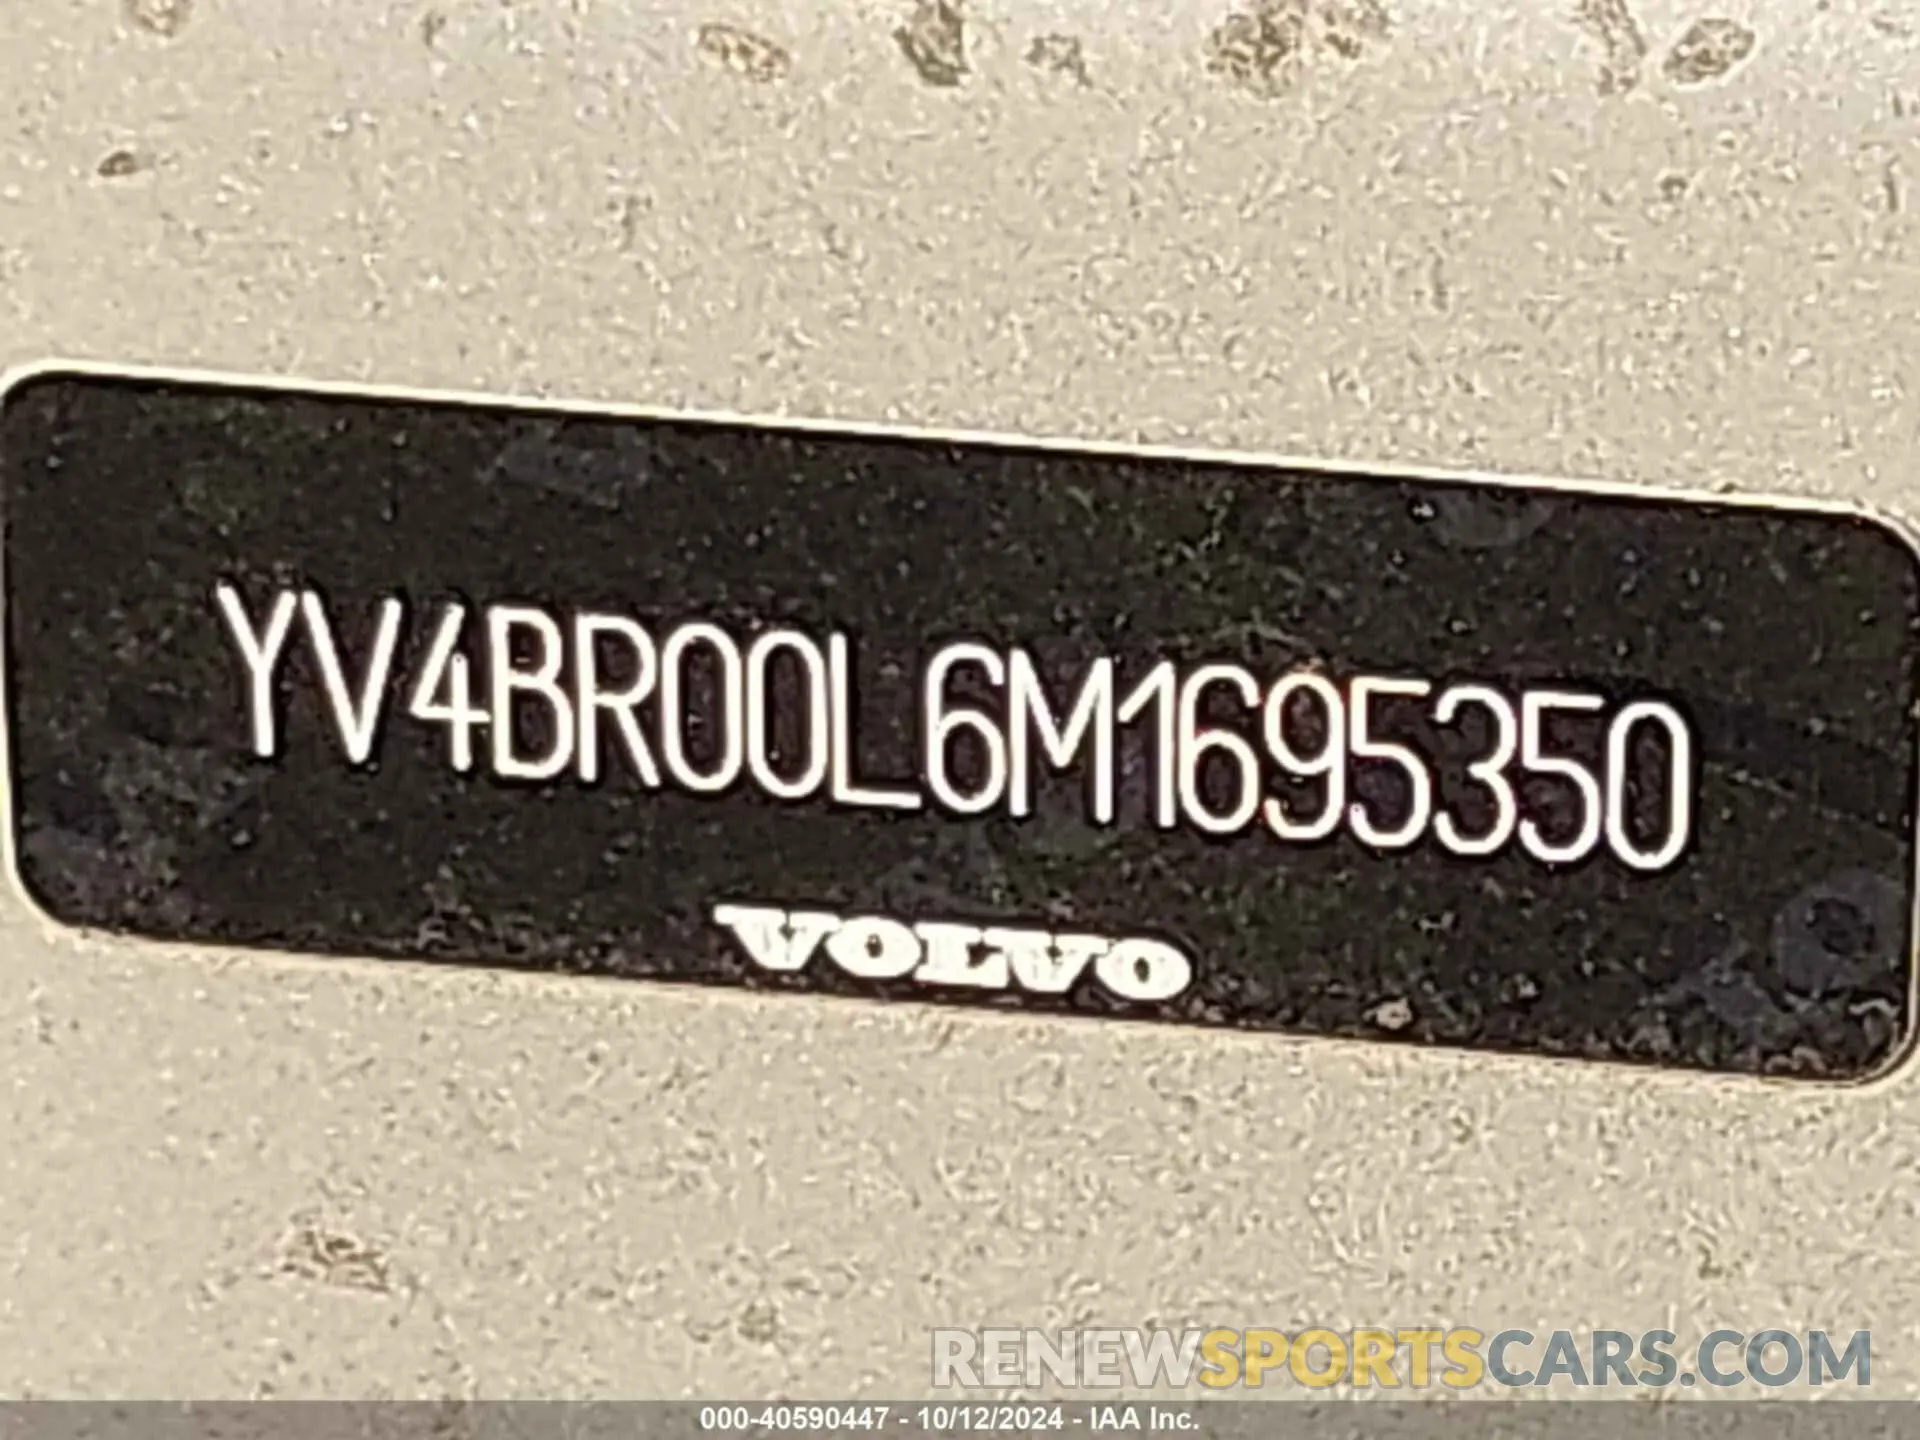 YV4BR00L6M1695350
VOLVO
RENEWSPORTSCARS.COM
000-40590447 - 10/12/2024 - IAA Inc.